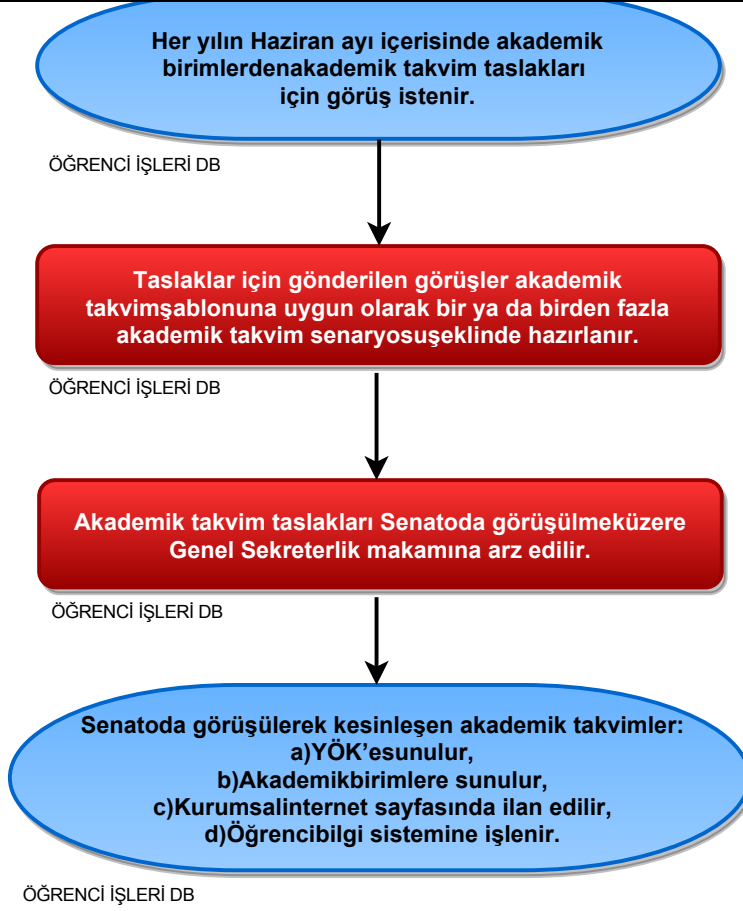 Her yılın Haziran ayı içerisinde akademik
birimlerdenakademik takvim taslakları
için görüş istenir.
ÖĞRENCİ İŞLERİ DB
Taslaklar için gönderilen görüşler akademik
takvimşablonuna uygun olarak bir ya da birden fazla
akademik takvim senaryosuşeklinde hazırlanır.
ÖĞRENCİ İŞLERİ DB
Akademik takvim taslakları Senatoda görüşülmeküzere
Genel Sekreterlik makamına arz edilir.
ÖĞRENCİ İŞLERİ DB
Senatoda görüşülerek kesinleşen akademik takvimler:
a)YÖK’esunulur,
b)Akademikbirimlere sunulur,
c)Kurumsalinternet sayfasında ilan edilir,
d)Öğrencibilgi sistemine işlenir.
ÖĞRENCİ İŞLERİ DB